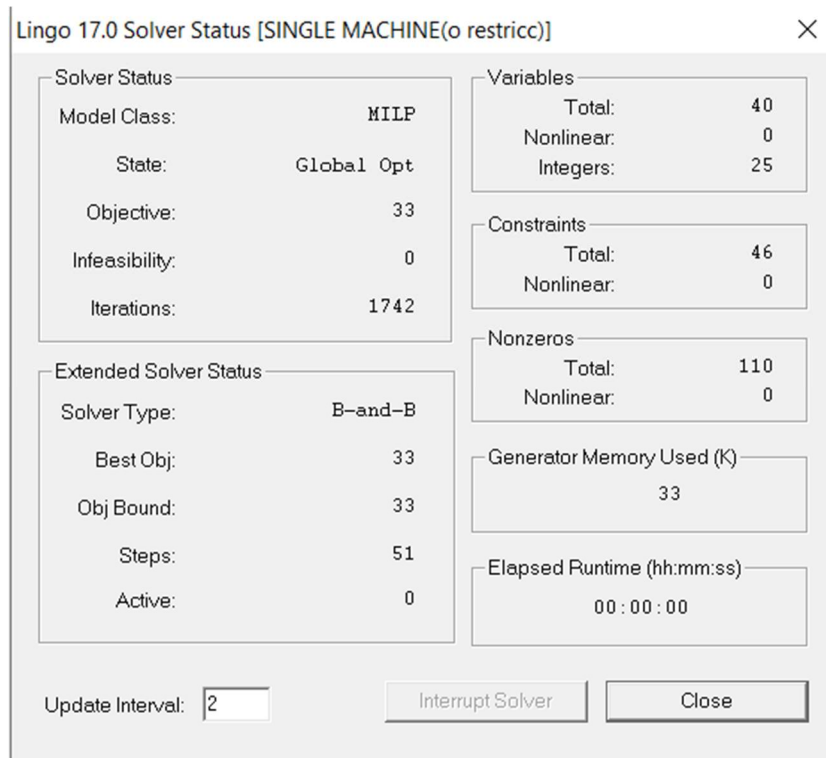 Lingo 17.0 Solver Status [SINGLE MACHINE(o restricc)]
Solver Status
Model Class: MILP
State: Global Opt
Objective: 33
Infeasibility: 0
Iterations: 1742
Extended Solver Status
Solver Type: B-and-B
Best Obj: 33
Obj Bound: 33
Steps: 51
Active: 0
Variables
Total: 40
Nonlinear: 0
Integers: 25
Constraints
Total: 46
Nonlinear: 0
Nonzeros
Total: 110
Nonlinear: 0
Generator Memory Used (K)
33
Elapsed Runtime (hh:mm:ss)
00:00:00
Update Interval: 2
Interrupt Solver
Close